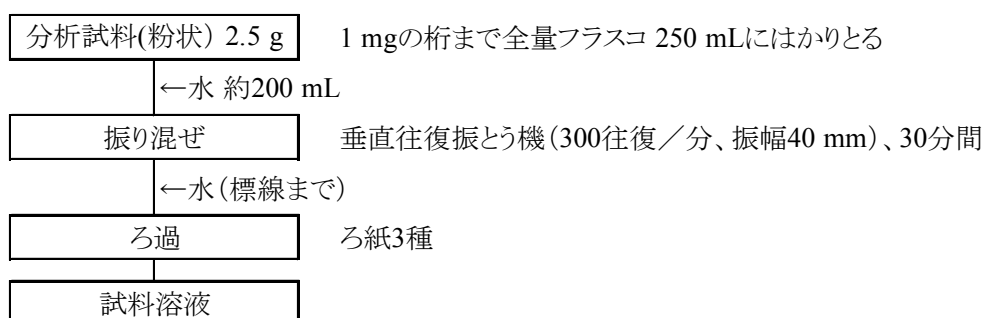 分析試料(粉状) 2.5 g 1 mgの桁まで全量フラスコ 250 mLにはかりとる
←水 約200 mL
振り混ぜ 垂直往復振とう機(300往復/分、振幅40 mm)、30分間
←水(標線まで)
ろ過 ろ紙3種
試料溶液